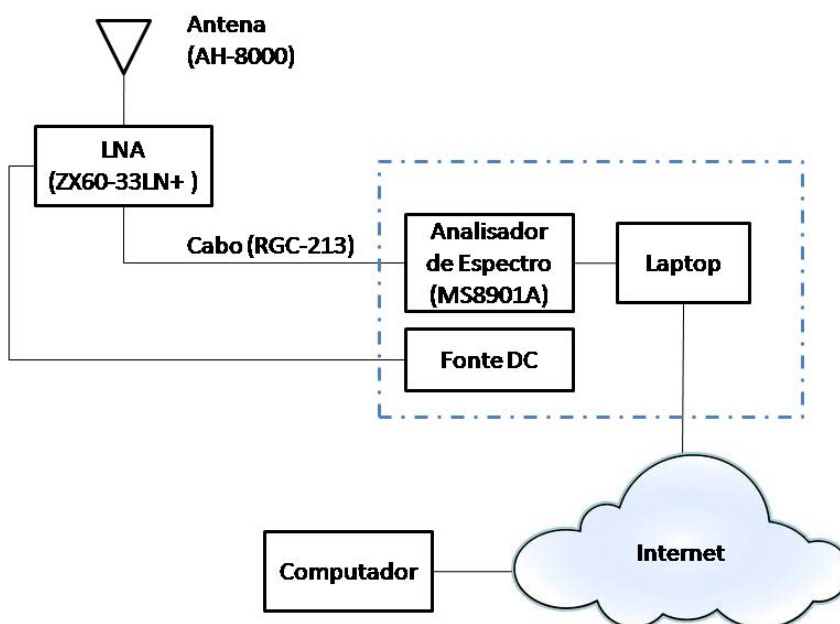 Antena
(AH-8000)
LNA
(ZX60-33LN+ )
Cabo (RGC-213)
Analisador
de Espectro
(MS8901A)
Laptop
Fonte DC
Internet
Computador